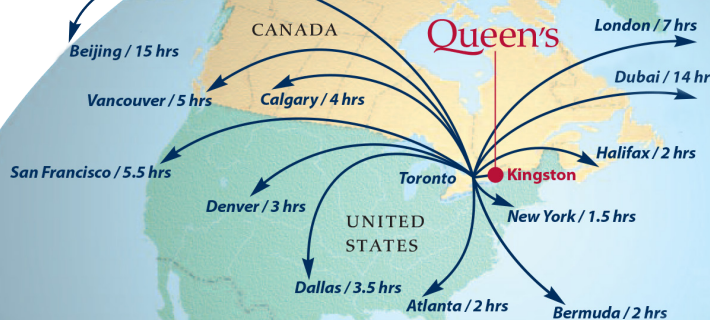 London / 7 hrs
CANADA
Queen's
Beijing / 15 hrs
Dubai / 14 hr
Vancouver / 5 hrs
Calgary / 4 hrs
Halifax / 2 hrs
San Francisco / 5.5 hrs
Toronto
Kingston
Denver / 3 hrs
New York / 1.5 hrs
UNITED
STATES
Dallas / 3.5 hrs
Atlanta / 2 hrs
Bermuda / 2 hrs